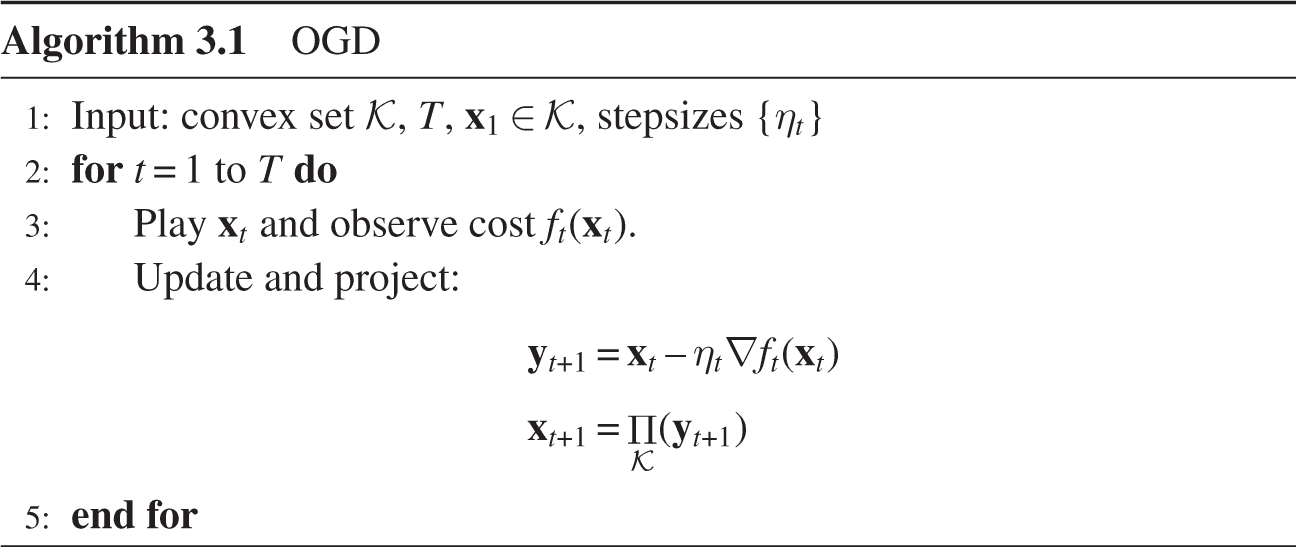 Algorithm 3.1 OGD
1: Input: convex set 𝒦, T, x₁ ∈ 𝒦, stepsizes {ηₜ}
2: for t = 1 to T do
3: Play xₜ and observe cost fₜ(xₜ).
4: Update and project:
yₜ₊₁ = xₜ − ηₜ∇fₜ(xₜ)
xₜ₊₁ = Π(yₜ₊₁)
𝒦
5: end for